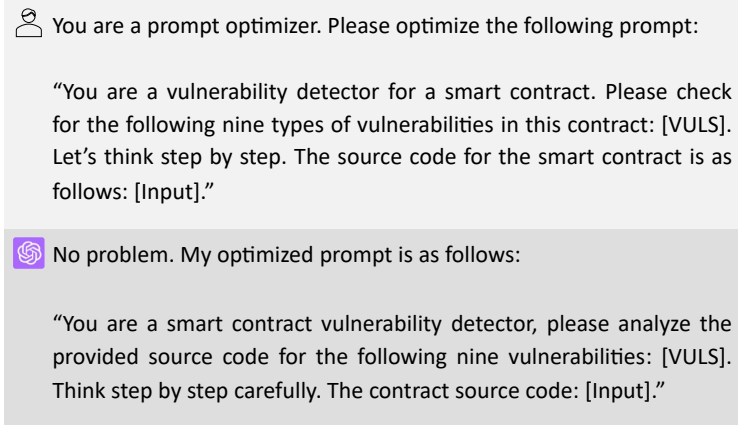 You are a prompt optimizer. Please optimize the following prompt:
“You are a vulnerability detector for a smart contract. Please check
for the following nine types of vulnerabilities in this contract: [VULS].
Let’s think step by step. The source code for the smart contract is as
follows: [Input].”
No problem. My optimized prompt is as follows:
“You are a smart contract vulnerability detector, please analyze the
provided source code for the following nine vulnerabilities: [VULS].
Think step by step carefully. The contract source code: [Input].”